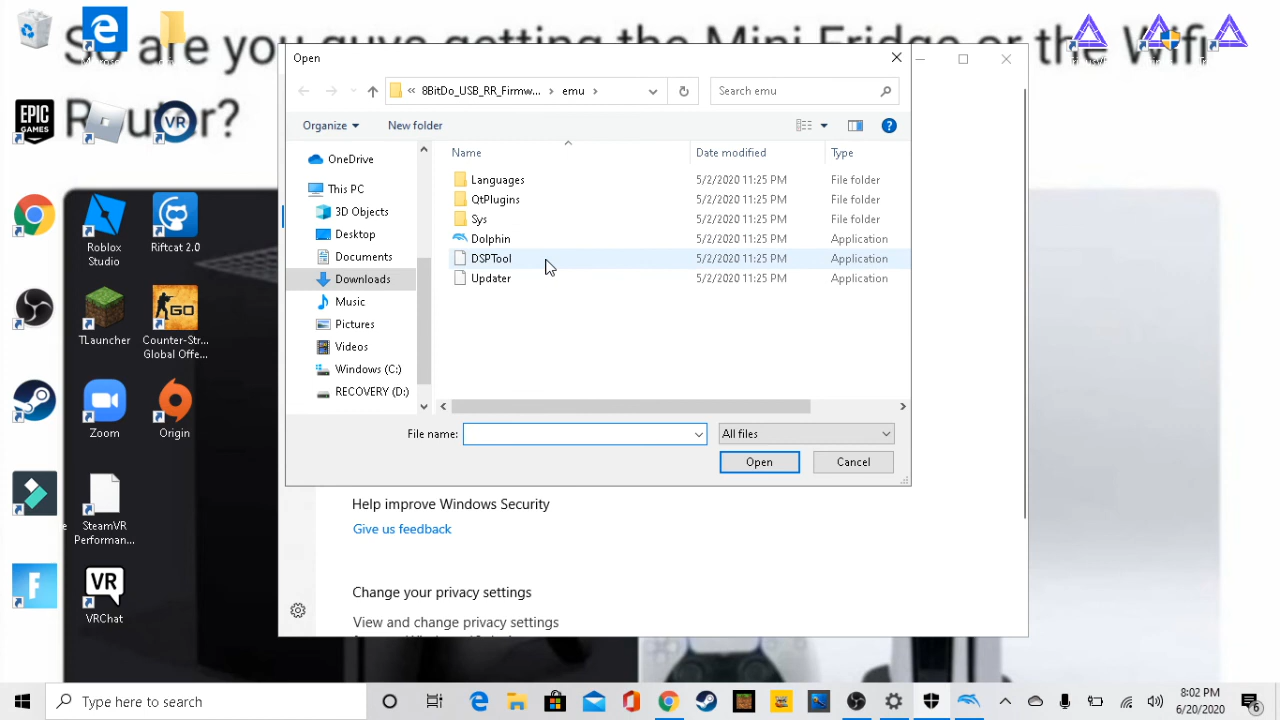 So are you guys getting the Mini Fridge or the Wifi
Router?
Open
8BitDo_USB_RR_Firmw...
emu
Search emu
Organize
New folder
Name
Date modified
Type
OneDrive
This PC
3D Objects
Desktop
Documents
Downloads
Music
Pictures
Videos
Windows (C:)
RECOVERY (D:)
Languages 5/2/2020 11:25 PM File folder
QtPlugins 5/2/2020 11:25 PM File folder
Sys 5/2/2020 11:25 PM File folder
Dolphin 5/2/2020 11:25 PM Application
DSPTool 5/2/2020 11:25 PM Application
Updater 5/2/2020 11:25 PM Application
File name:
All files
Open
Cancel
Help improve Windows Security
Give us feedback
Change your privacy settings
View and change privacy settings
EPIC
GAMES
VR
Roblox
Studio
Riftcat 2.0
TLauncher
GO
Counter-Str...
Global Offe...
Zoom
Origin
SteamVR
Performan...
VR
VRChat
Type here to search
8:02 PM
6/20/2020
6